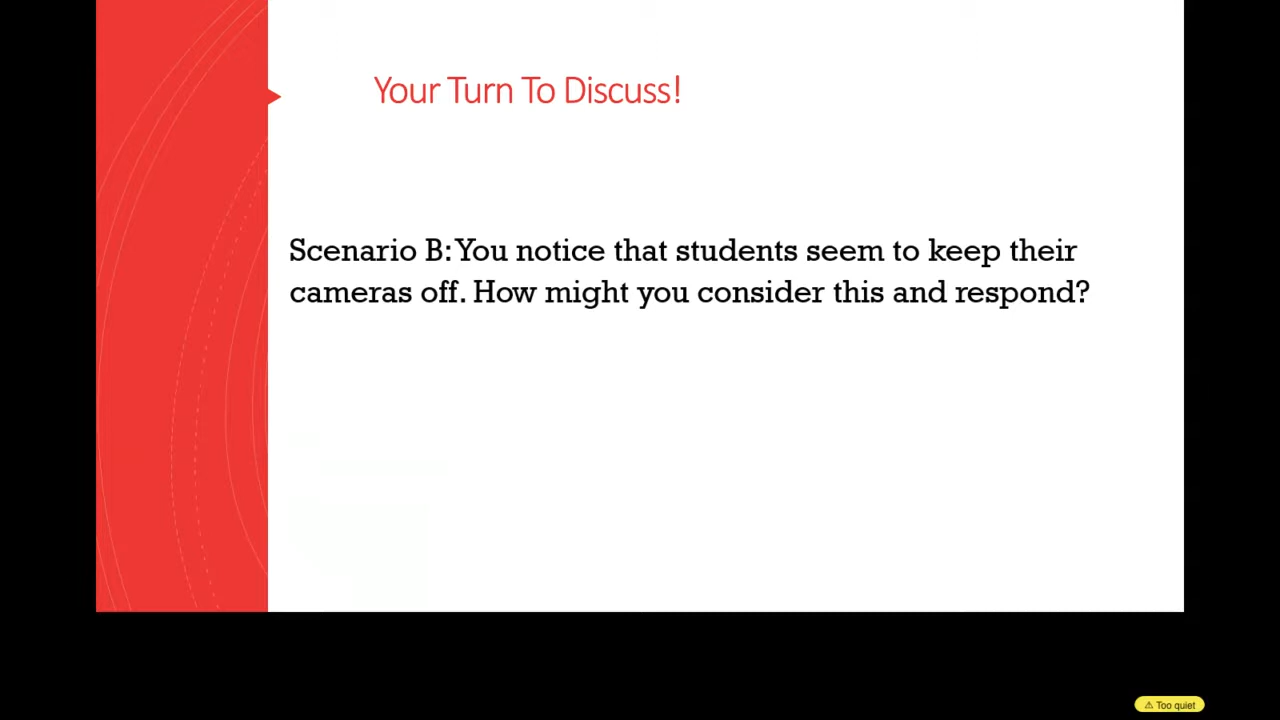 Your Turn To Discuss!
Scenario B: You notice that students seem to keep their
cameras off. How might you consider this and respond?
⚠ Too quiet